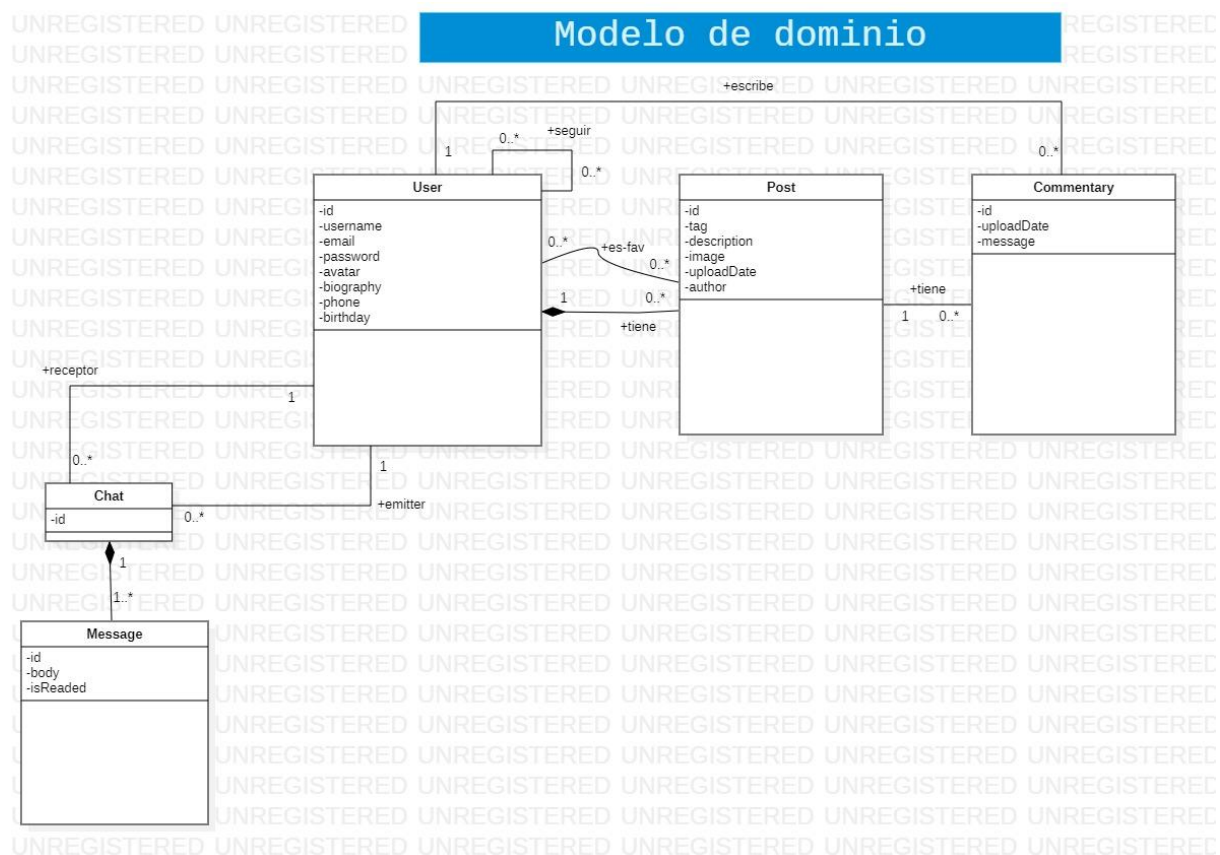 Modelo de dominio
+escribe
1
0..*
+seguir
0..*
0..*
User
-id
-username
-email
-password
-avatar
-biography
-phone
-birthday
Post
-id
-tag
-description
-image
-uploadDate
-author
Commentary
-id
-uploadDate
-message
0..*
+es-fav
0..*
1
0..*
+tiene
+tiene
1
0..*
+receptor
1
0..*
1
+emitter
0..*
Chat
-id
1
1..*
Message
-id
-body
-isReaded
UNREGISTERED